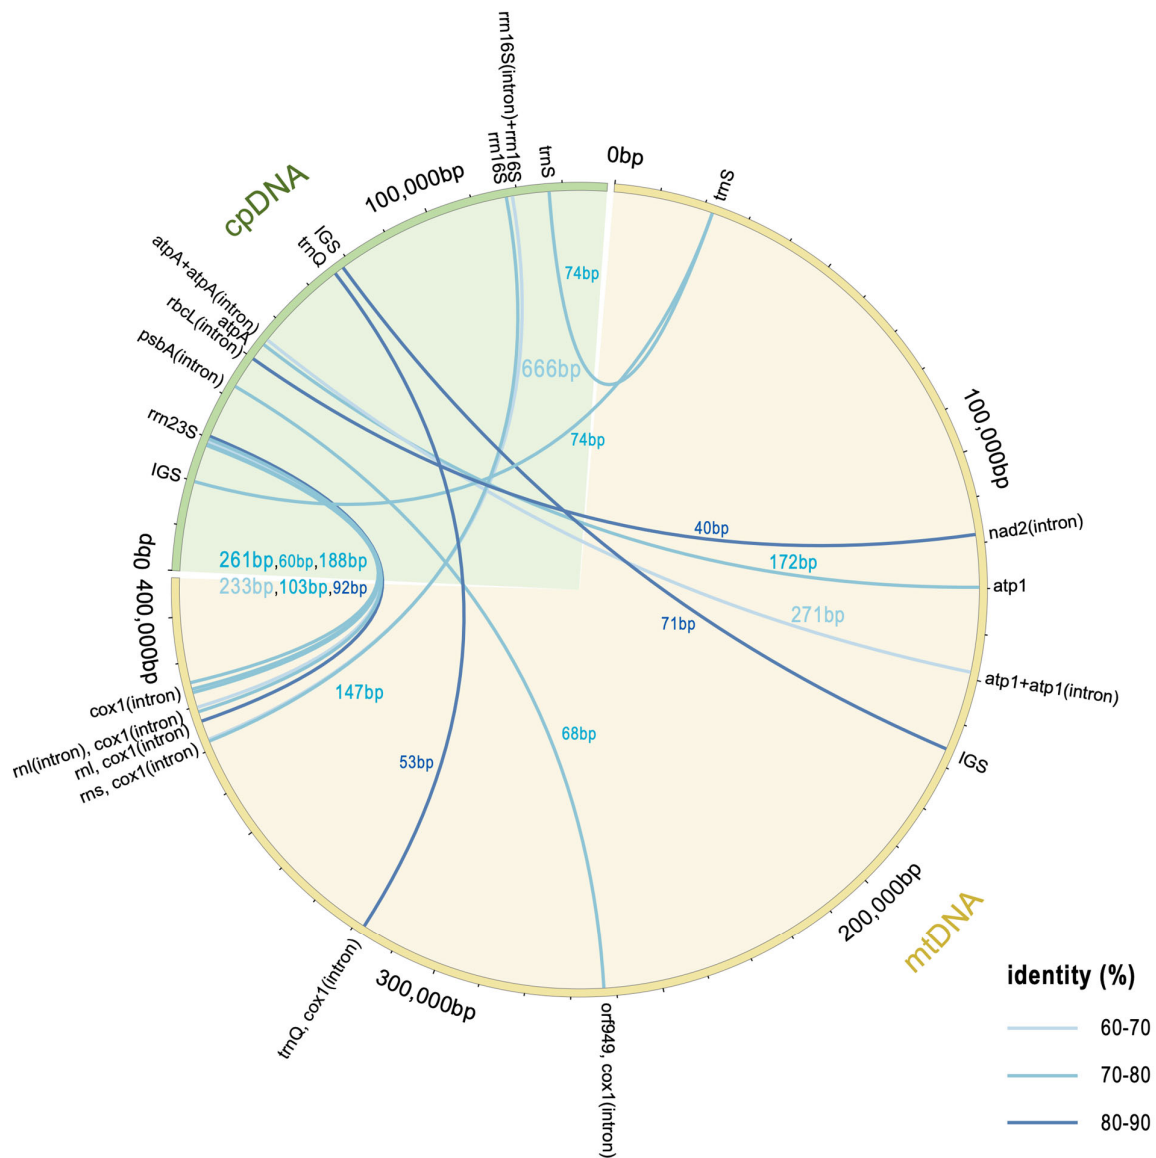 rrn16S(intron)+rrn16S
rrn16S
trnS
0bp
trnS
100,000bp
cpDNA
IGS
trnQ
atpA+atpA(intron)
atpA
rbcL(intron)
psbA(intron)
rrn23S
IGS
0bp
400,000bp
74bp
666bp
74bp
100,000bp
nad2(intron)
atp1
atp1+atp1(intron)
IGS
40bp
172bp
271bp
71bp
261bp,60bp,188bp
233bp,103bp,92bp
147bp
68bp
53bp
cox1(intron)
rnl(intron), cox1(intron)
rnl, cox1(intron)
rns, cox1(intron)
200,000bp
mtDNA
300,000bp
trnQ, cox1(intron)
orf949, cox1(intron)
identity (%)
60-70
70-80
80-90